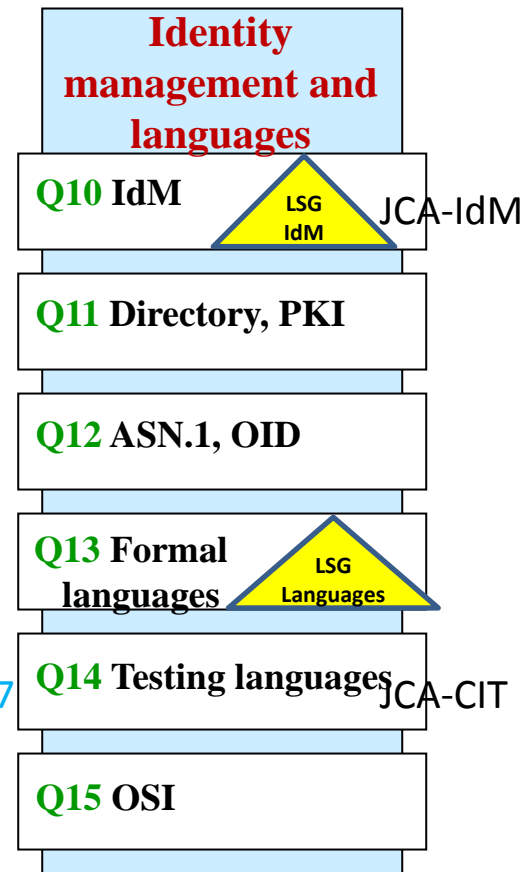 Identity
management and
languages
Q10 IdM
LSG
IdM
JCA-IdM
Q11 Directory, PKI
Q12 ASN.1, OID
Q13 Formal
languages
LSG
Languages
7
Q14 Testing languages
JCA-CIT
Q15 OSI